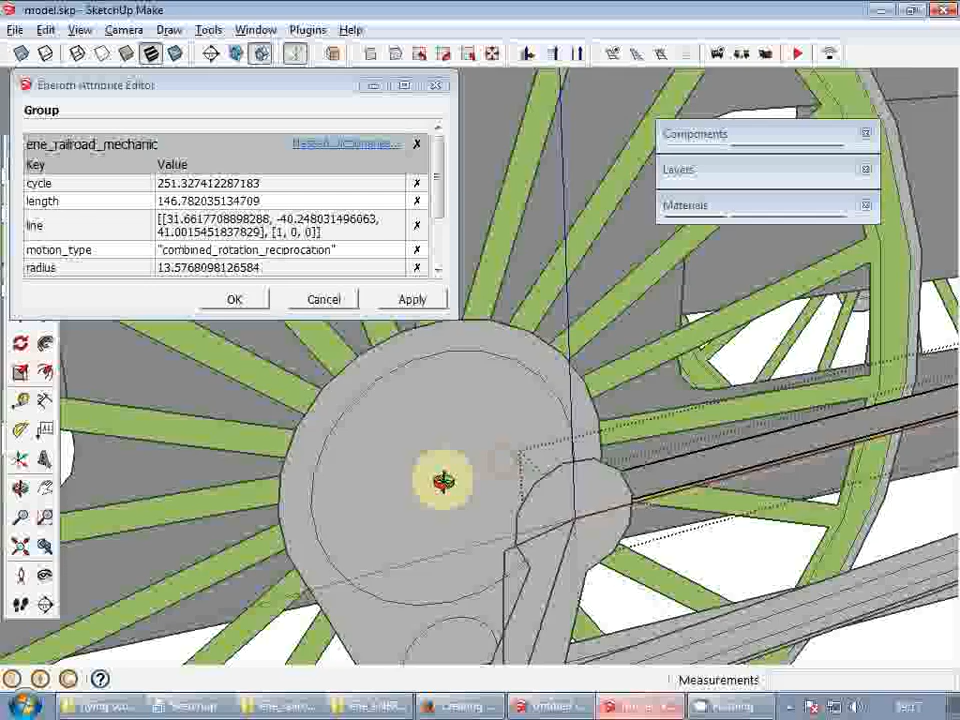 model.skp - SketchUp Make
File Edit View Camera Draw Tools Window Plugins Help
Eneroth Attribute Editor
Group
ene_railroad_mechanic
Key Value
cycle 251.327412287183
length 146.782035134709
line [[31.6617708898288, -40.248031496063,
41.0015451837829], [1, 0, 0]]
motion_type "combined_rotation_reciprocation"
radius 13.5768098126584
OK Cancel Apply
Components
Layers
Materials
Measurements